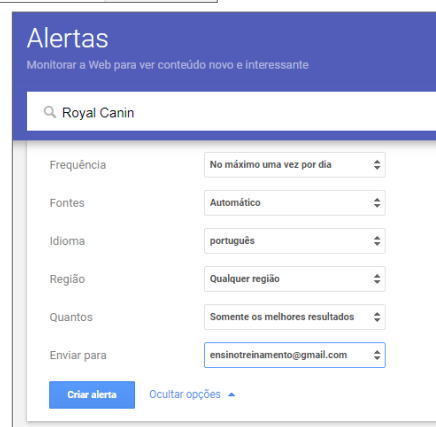 Alertas
Monitorar a Web para ver conteúdo novo e interessante
Royal Canin
Frequência No máximo uma vez por dia
Fontes Automático
Idioma português
Região Qualquer região
Quantos Somente os melhores resultados
Enviar para ensinotreinamento@gmail.com
Criar alerta Ocultar opções